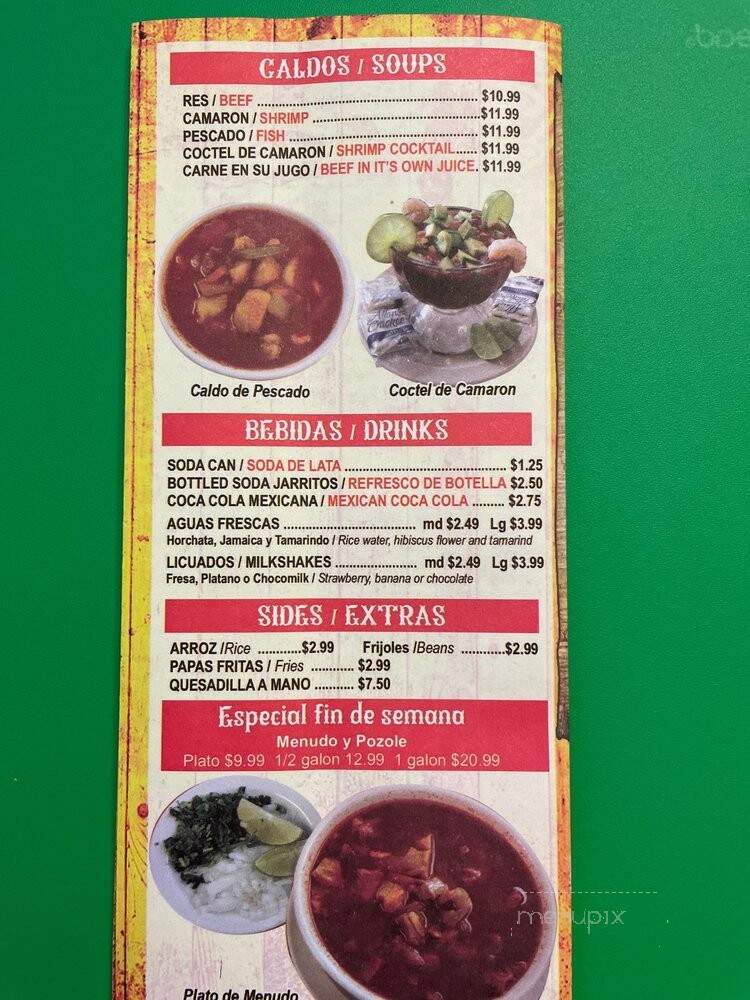 CALDOS / SOUPS
RES / BEEF ........ $10.99
CAMARON / SHRIMP ........ $11.99
PESCADO / FISH ........ $11.99
COCTEL DE CAMARON / SHRIMP COCKTAIL...... $11.99
CARNE EN SU JUGO / BEEF IN IT'S OWN JUICE. $11.99
Caldo de Pescado
Coctel de Camaron
BEBIDAS / DRINKS
SODA CAN / SODA DE LATA ........ $1.25
BOTTLED SODA JARRITOS / REFRESCO DE BOTELLA $2.50
COCA COLA MEXICANA / MEXICAN COCA COLA ......... $2.75
AGUAS FRESCAS ........ md $2.49 Lg $3.99
Horchata, Jamaica y Tamarindo / Rice water, hibiscus flower and tamarind
LICUADOS / MILKSHAKES ........ md $2.49 Lg $3.99
Fresa, Platano o Chocomilk / Strawberry, banana or chocolate
SIDES / EXTRAS
ARROZ /Rice ............$2.99 Frijoles /Beans ............$2.99
PAPAS FRITAS / Fries ............ $2.99
QUESADILLA A MANO ........... $7.50
Especial fin de semana
Menudo y Pozole
Plato $9.99 1/2 galon 12.99 1 galon $20.99
menupix
Plato de Menudo